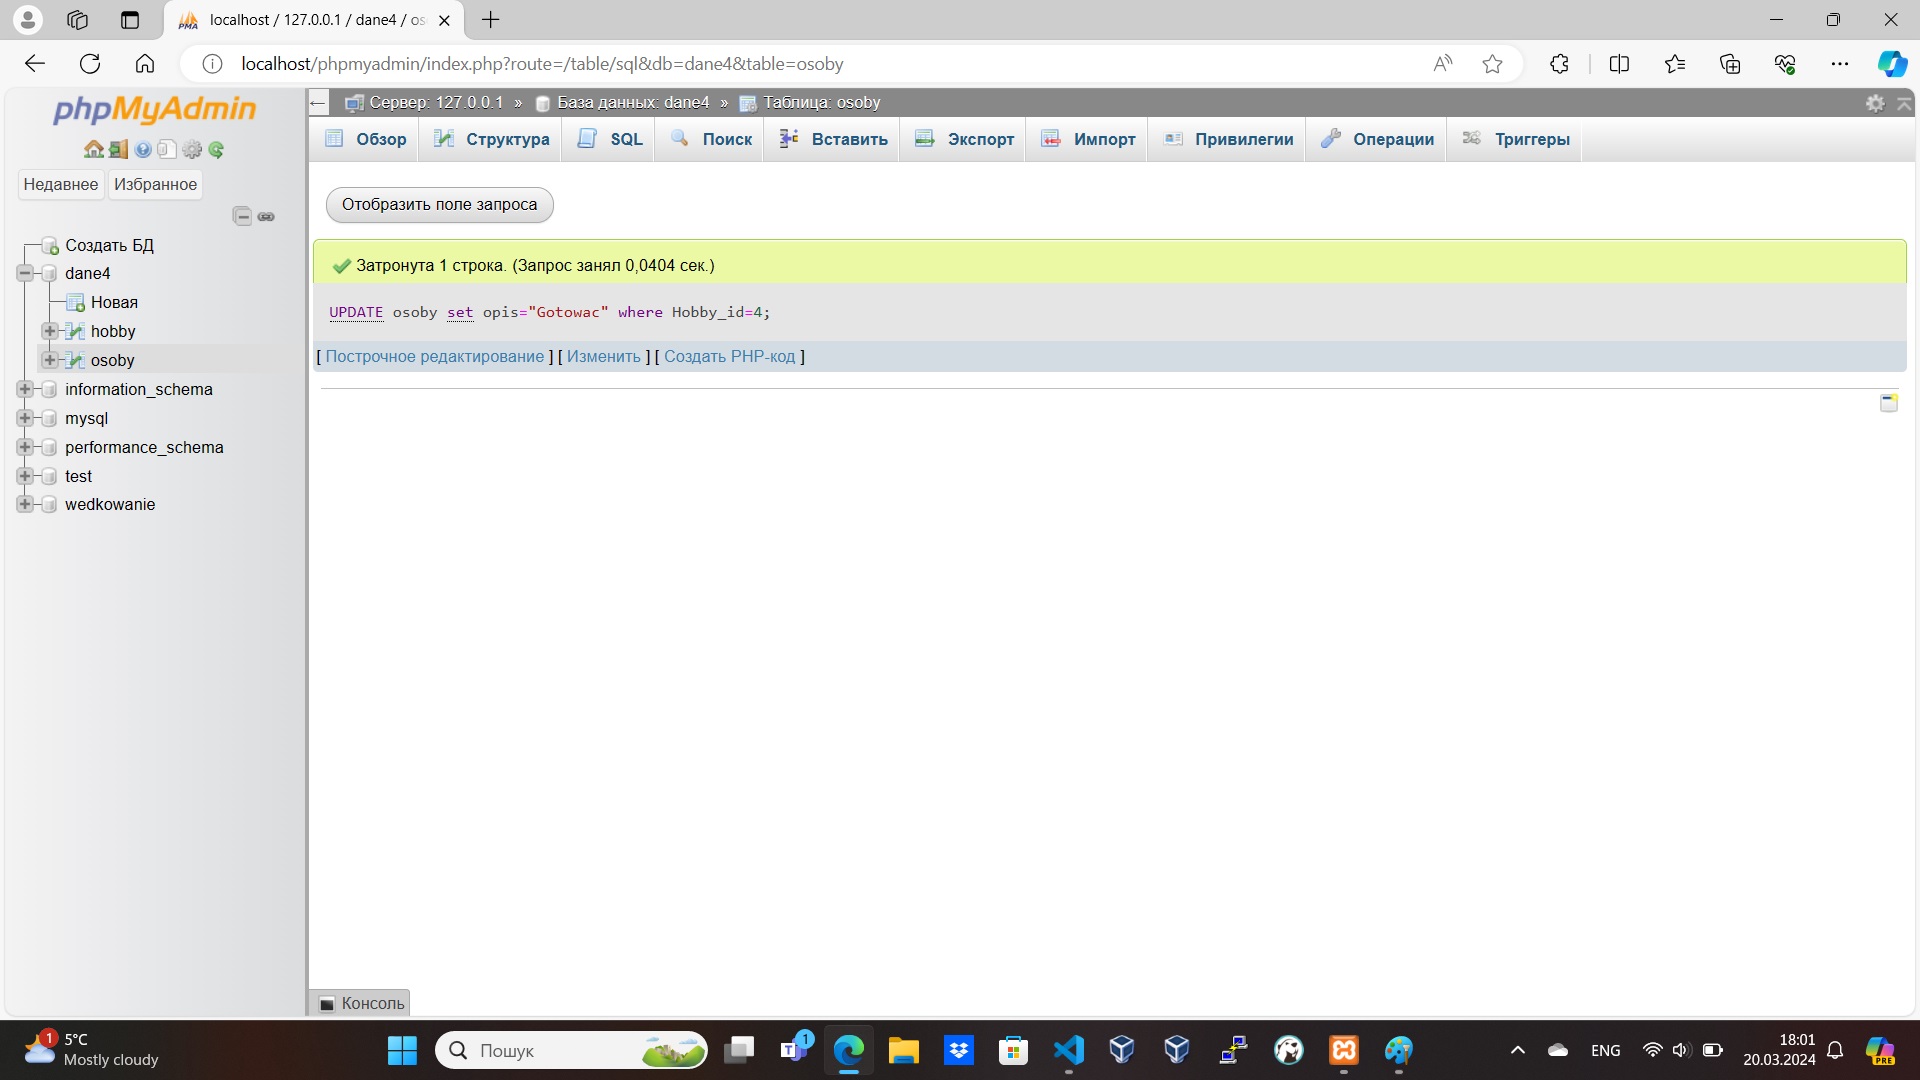 localhost / 127.0.0.1 / dane4 / os
localhost/phpmyadmin/index.php?route=/table/sql&db=dane4&table=osoby
phpMyAdmin
Недавнее Избранное
Создать БД
dane4
Новая
hobby
osoby
information_schema
mysql
performance_schema
test
wedkowanie
Сервер: 127.0.0.1 » База данных: dane4 » Таблица: osoby
Обзор Структура SQL Поиск Вставить Экспорт Импорт Привилегии Операции Триггеры
Отобразить поле запроса
Затронута 1 строка. (Запрос занял 0,0404 сек.)
UPDATE osoby set opis="Gotowac" where Hobby_id=4;
[ Построчное редактирование ] [ Изменить ] [ Создать PHP-код ]
Консоль
1
5°C
Mostly cloudy
Пошук
1
ENG
18:01
20.03.2024
PRE